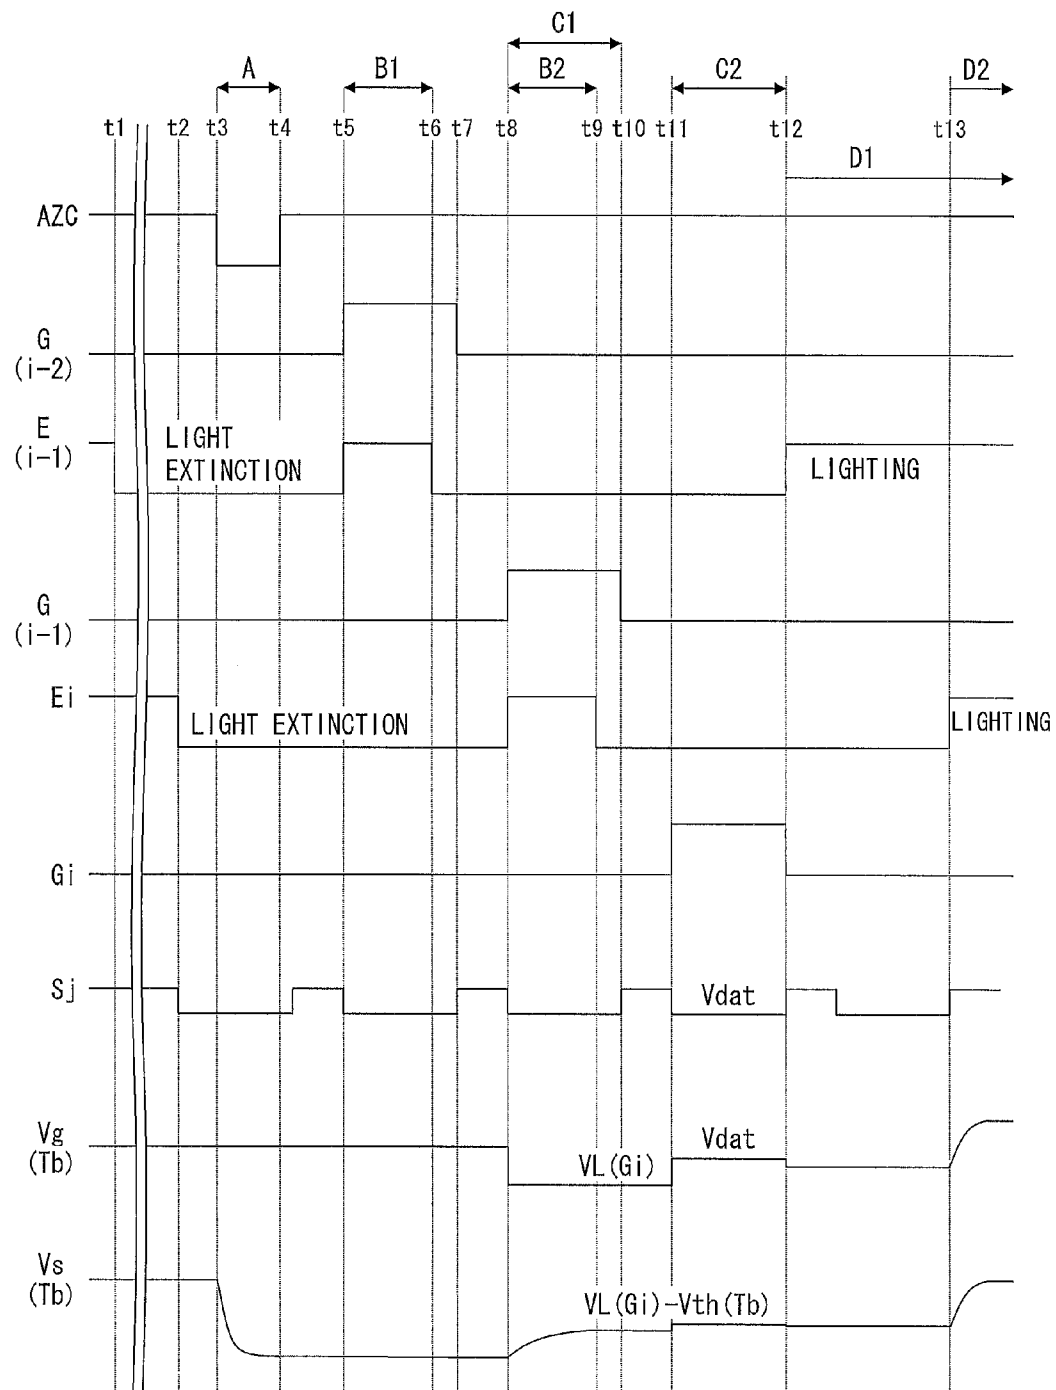 C1
A B1 B2 C2 D2
t1 t2 t3 t4 t5 t6 t7 t8 t9 t10 t11 t12 t13
D1
AZC
G
(i-2)
E
(i-1)
LIGHT
EXTINCTION
LIGHTING
G
(i-1)
Ei
LIGHT EXTINCTION
LIGHTING
Gi
Sj
Vdat
Vg
(Tb)
Vdat
VL(Gi)
Vs
(Tb)
VL(Gi)-Vth(Tb)